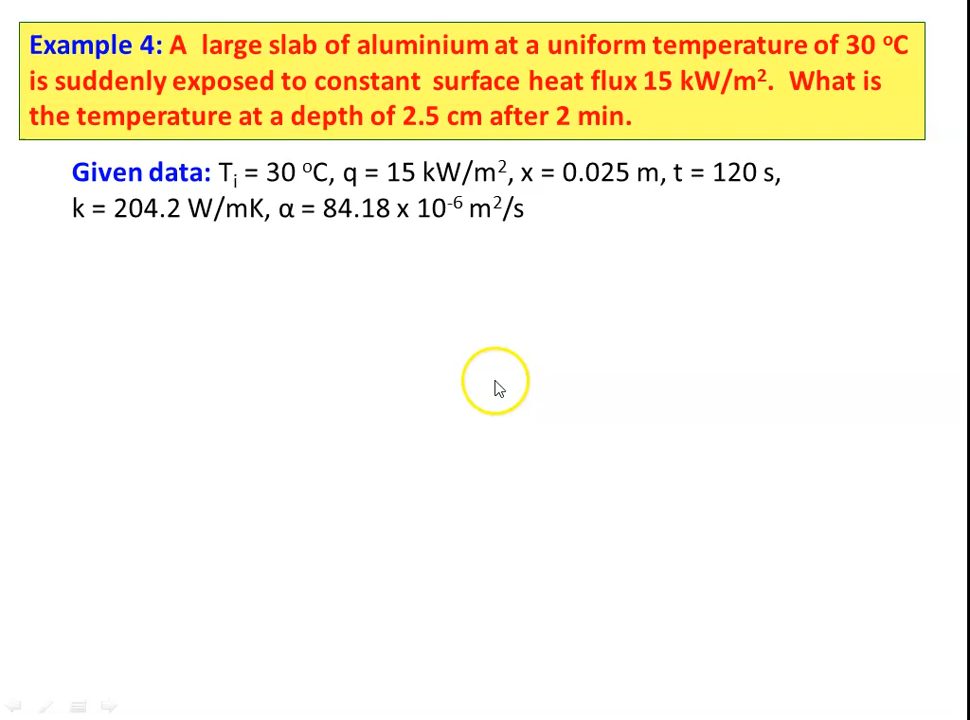 Example 4: A large slab of aluminium at a uniform temperature of 30 ºC
is suddenly exposed to constant surface heat flux 15 kW/m². What is
the temperature at a depth of 2.5 cm after 2 min.
Given data: Tᵢ = 30 ºC, q = 15 kW/m², x = 0.025 m, t = 120 s,
k = 204.2 W/mK, α = 84.18 x 10⁻⁶ m²/s